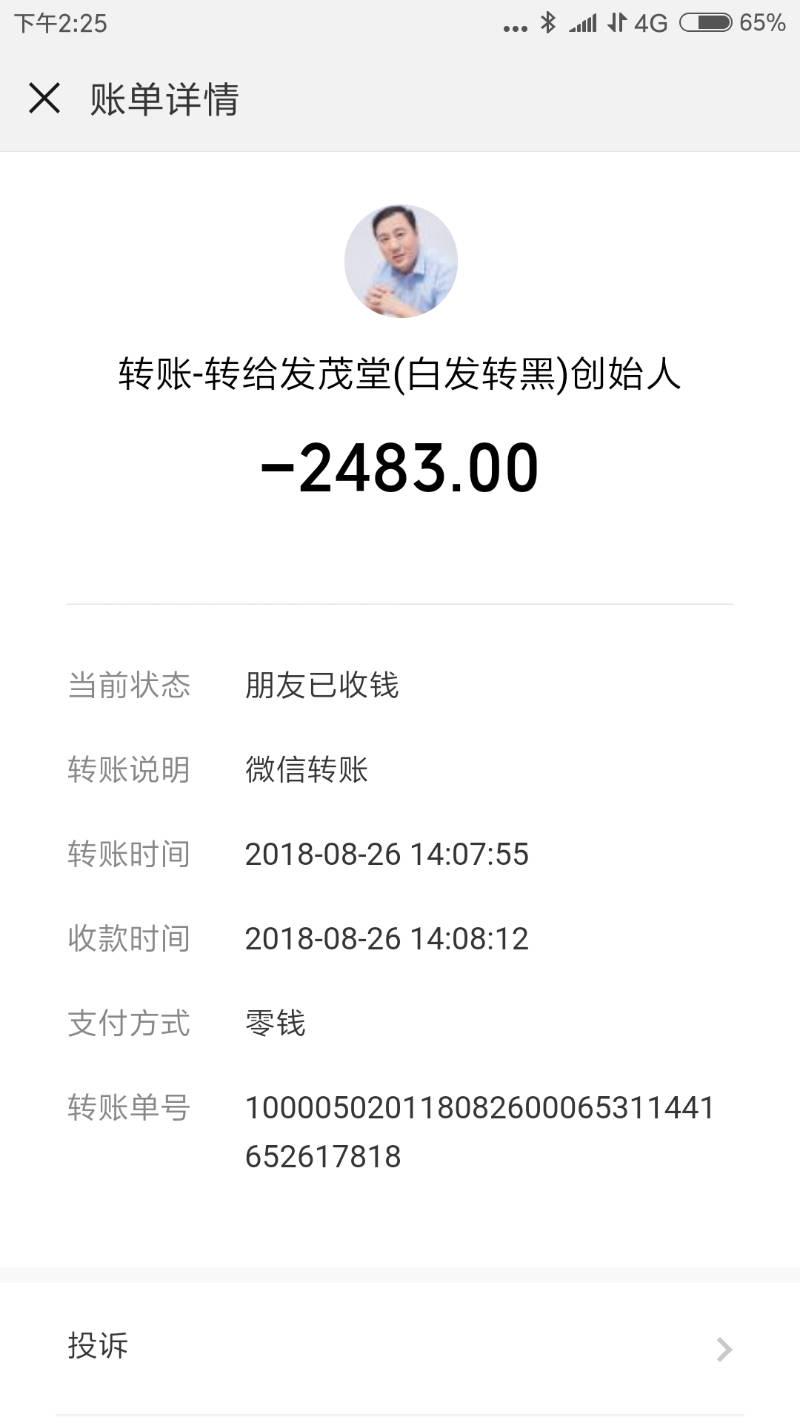 下午2:25
... 4G 65%
账单详情
转账-转给发茂堂(白发转黑)创始人
-2483.00
当前状态 朋友已收钱
转账说明 微信转账
转账时间 2018-08-26 14:07:55
收款时间 2018-08-26 14:08:12
支付方式 零钱
转账单号 100005020118082600065311441
652617818
投诉